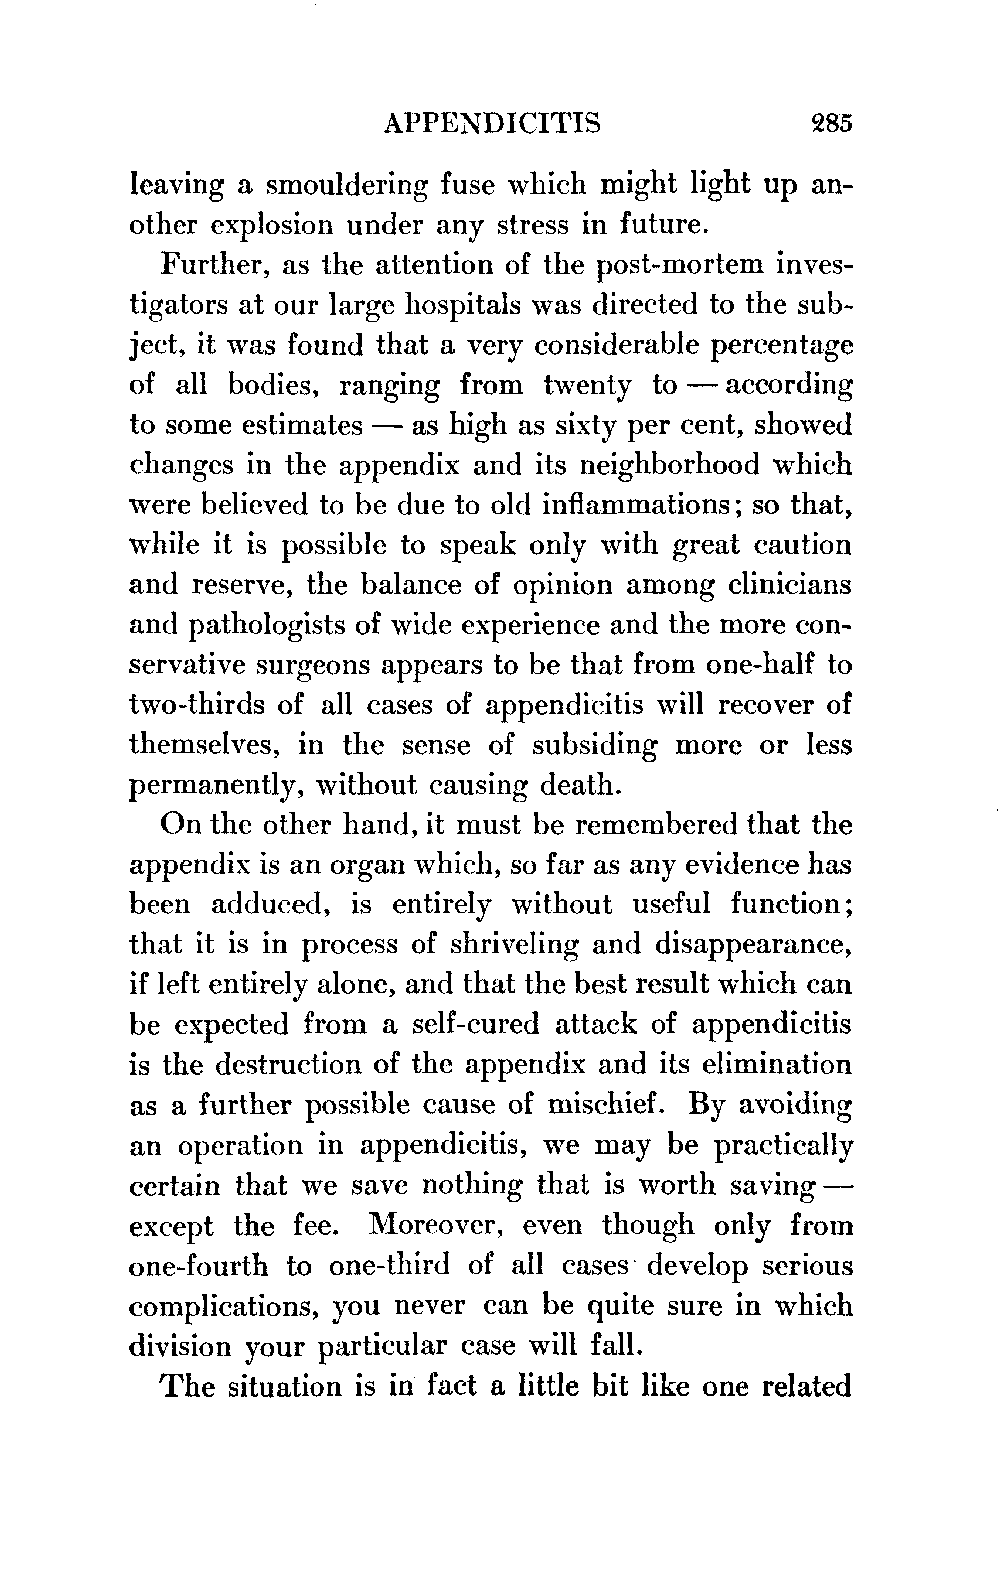 APPENDICITIS 285
leaving a smouldering fuse which might light up an-
other explosion under any stress in future.
Further, as the attention of the post-mortem inves-
tigators at our large hospitals was directed to the sub-
ject, it was found that a very considerable percentage
of all bodies, ranging from twenty to — according
to some estimates — as high as sixty per cent, showed
changes in the appendix and its neighborhood which
were believed to be due to old inflammations; so that,
while it is possible to speak only with great caution
and reserve, the balance of opinion among clinicians
and pathologists of wide experience and the more con-
servative surgeons appears to be that from one-half to
two-thirds of all cases of appendicitis will recover of
themselves, in the sense of subsiding more or less
permanently, without causing death.
On the other hand, it must be remembered that the
appendix is an organ which, so far as any evidence has
been adduced, is entirely without useful function;
that it is in process of shriveling and disappearance,
if left entirely alone, and that the best result which can
be expected from a self-cured attack of appendicitis
is the destruction of the appendix and its elimination
as a further possible cause of mischief. By avoiding
an operation in appendicitis, we may be practically
certain that we save nothing that is worth saving —
except the fee. Moreover, even though only from
one-fourth to one-third of all cases develop serious
complications, you never can be quite sure in which
division your particular case will fall.
The situation is in fact a little bit like one related